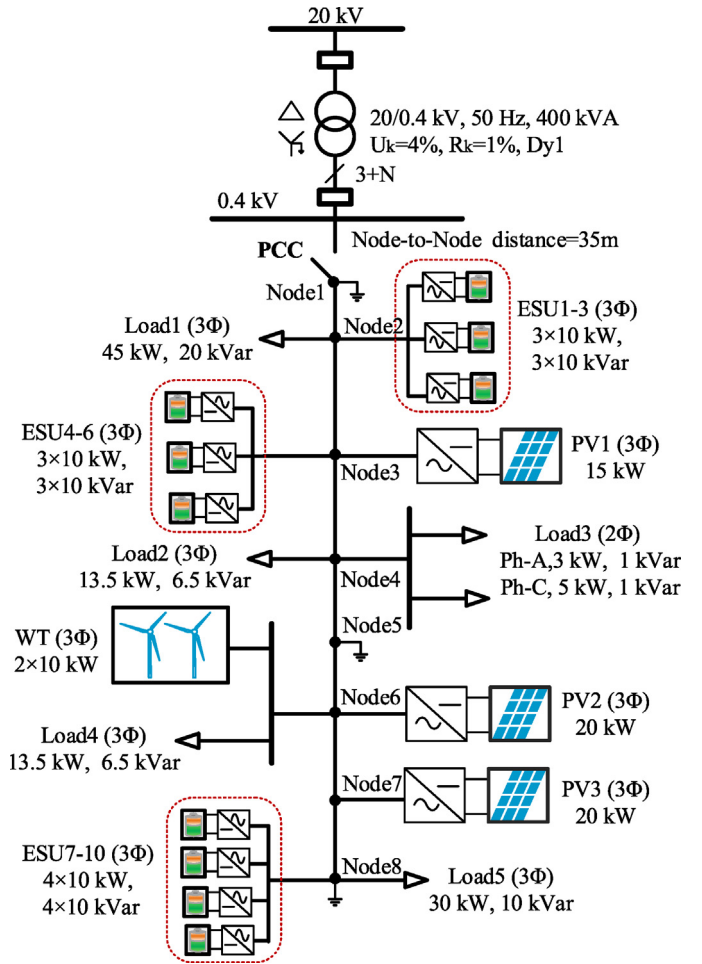 20 kV
20/0.4 kV, 50 Hz, 400 kVA
Uk=4%, Rk=1%, Dy1
3+N
0.4 kV
Node-to-Node distance=35m
PCC
Node1
ESU1-3 (3Φ)
3×10 kW,
3×10 kVar
Load1 (3Φ)
45 kW, 20 kVar
Node2
ESU4-6 (3Φ)
3×10 kW,
3×10 kVar
Node3
PV1 (3Φ)
15 kW
Load2 (3Φ)
13.5 kW, 6.5 kVar
Node4
Load3 (2Φ)
Ph-A,3 kW, 1 kVar
Ph-C, 5 kW, 1 kVar
Node5
WT (3Φ)
2×10 kW
Node6
PV2 (3Φ)
20 kW
Load4 (3Φ)
13.5 kW, 6.5 kVar
Node7
PV3 (3Φ)
20 kW
ESU7-10 (3Φ)
4×10 kW,
4×10 kVar
Node8
Load5 (3Φ)
30 kW, 10 kVar